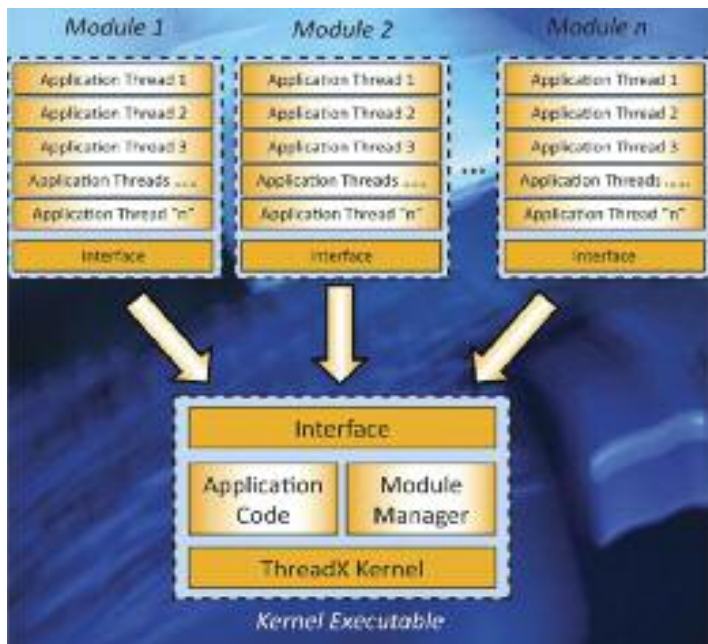 Module 1
Application Thread 1
Application Thread 2
Application Thread 3
Application Threads .....
Application Thread "n"
Interface
Module 2
Application Thread 1
Application Thread 2
Application Thread 3
Application Threads .....
Application Thread "n"
Interface
...
Module n
Application Thread 1
Application Thread 2
Application Thread 3
Application Threads .....
Application Thread "n"
Interface
Interface
Application
Code
Module
Manager
ThreadX Kernel
Kernel Executable